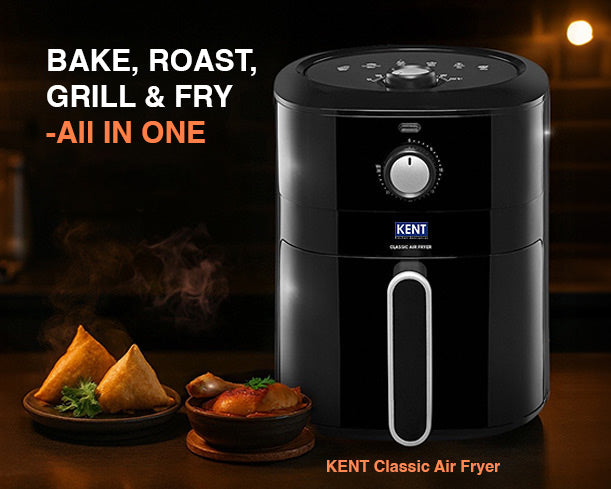 BAKE, ROAST,
GRILL & FRY
-All IN ONE
KENT
CLASSIC AIR FRYER
KENT Classic Air Fryer